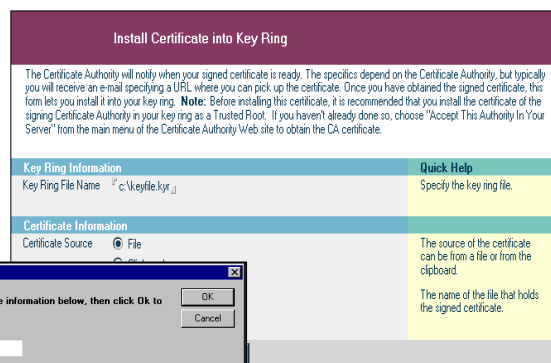 Install Certificate into Key Ring
The Certificate Authority will notify when your signed certificate is ready. The specifics depend on the Certificate Authority, but typically
you will receive an e-mail specifying a URL where you can pick up the certificate. Once you have obtained the signed certificate, this
form lets you install it into your key ring. Note: Before installing this certificate, it is recommended that you install the certificate of the
signing Certificate Authority in your key ring as a Trusted Root. If you haven't already done so, choose "Accept This Authority In Your
Server" from the main menu of the Certificate Authority Web site to obtain the CA certificate.
Key Ring Information
Quick Help
Key Ring File Name
c:\keyfile.kyr
Specify the key ring file.
Certificate Information
Certificate Source
File
The source of the certificate
can be from a file or from the
clipboard.
The name of the file that holds
the signed certificate.
information below, then click Ok to
OK
Cancel